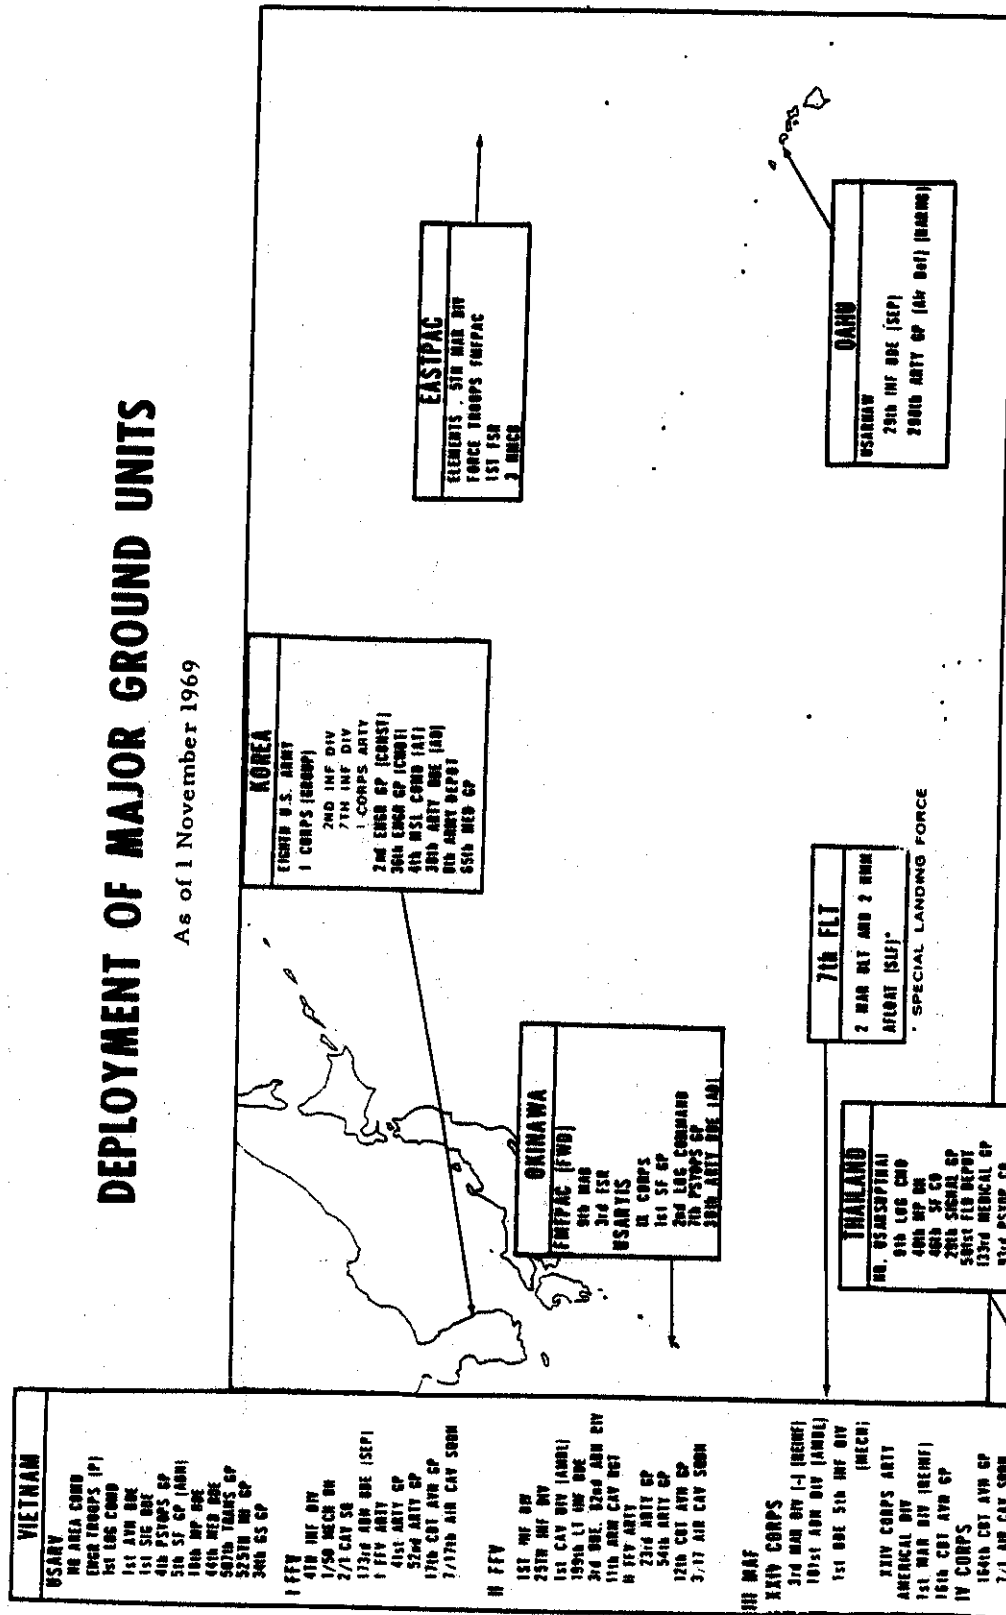 DEPLOYMENT OF MAJOR GROUND UNITS
As of 1 November 1969
VIETNAM
USARV
HQ AREA COMD
ENGR TROOPS (P)
1st LOG COMD
1st AVN BDE
1st SIG BDE
4th PSYOPS GP
5th SF GP (ABN)
18th MP BDE
44th MED BDE
507th TRANS GP
525TH MI GP
34th GS GP
I FFV
4TH INF DIV
1/50 MECH BN
2/1 CAV SQ
173rd ABN BDE (SEP)
I FFV ARTY
41st ARTY GP
52nd ARTY GP
17th CBT AVN GP
7/17th AIR CAV SQDN
II FFV
1ST INF DIV
25TH INF DIV
1st CAV DIV (AMBL)
199th LT INF BDE
3rd BDE, 82nd ABN DIV
11th ARM CAV RGT
II FFV ARTY
23rd ARTY GP
54th ARTY GP
12th CBT AVN GP
3/17 AIR CAV SQDN
III MAF
XXIV CORPS
3rd MAR DIV (-) (REINF)
101st ABN DIV (AMBL)
1st BDE 5th INF DIV
(MECH)
XXIV CORPS ARTY
AMERICAL DIV
1st MAR DIV (REINF)
16th CBT AVN GP
IV CORPS
164th CBT AVN GP
7/1 AIR CAV SQDN
KOREA
EIGHTH U.S. ARMY
I CORPS (GROUP)
2ND INF DIV
7TH INF DIV
I CORPS ARTY
2nd ENGR GP (CONST)
36th ENGR GP (CMBT)
4th MSL COMD (AT)
38th ARTY BDE (AD)
8th ARMY DEPOT
65th MED GP
EASTPAC
ELEMENTS, 5TH MAR DIV
FORCE TROOPS FMFPAC
1ST FSR
3 NMCB
OKINAWA
FMFPAC (FWD)
9th MAB
3rd FSR
USARYIS
IX CORPS
1st SF GP
2nd LOG COMMAND
7th PSYOPS GP
30th ARTY BDE (AD)
7th FLT
2 MAR BLT AND 2 HMM
AFLOAT (SLF)*
* SPECIAL LANDING FORCE
OAHU
USARHAW
29th INF BDE (SEP)
298th ARTY GP (Air Def) (HARNG)
THAILAND
HQ, USARSUPTHAI
9th LOG CMD
40th MP BN
46th SF CO
29th SIGNAL GP
501st FLD DEPOT
133rd MEDICAL GP